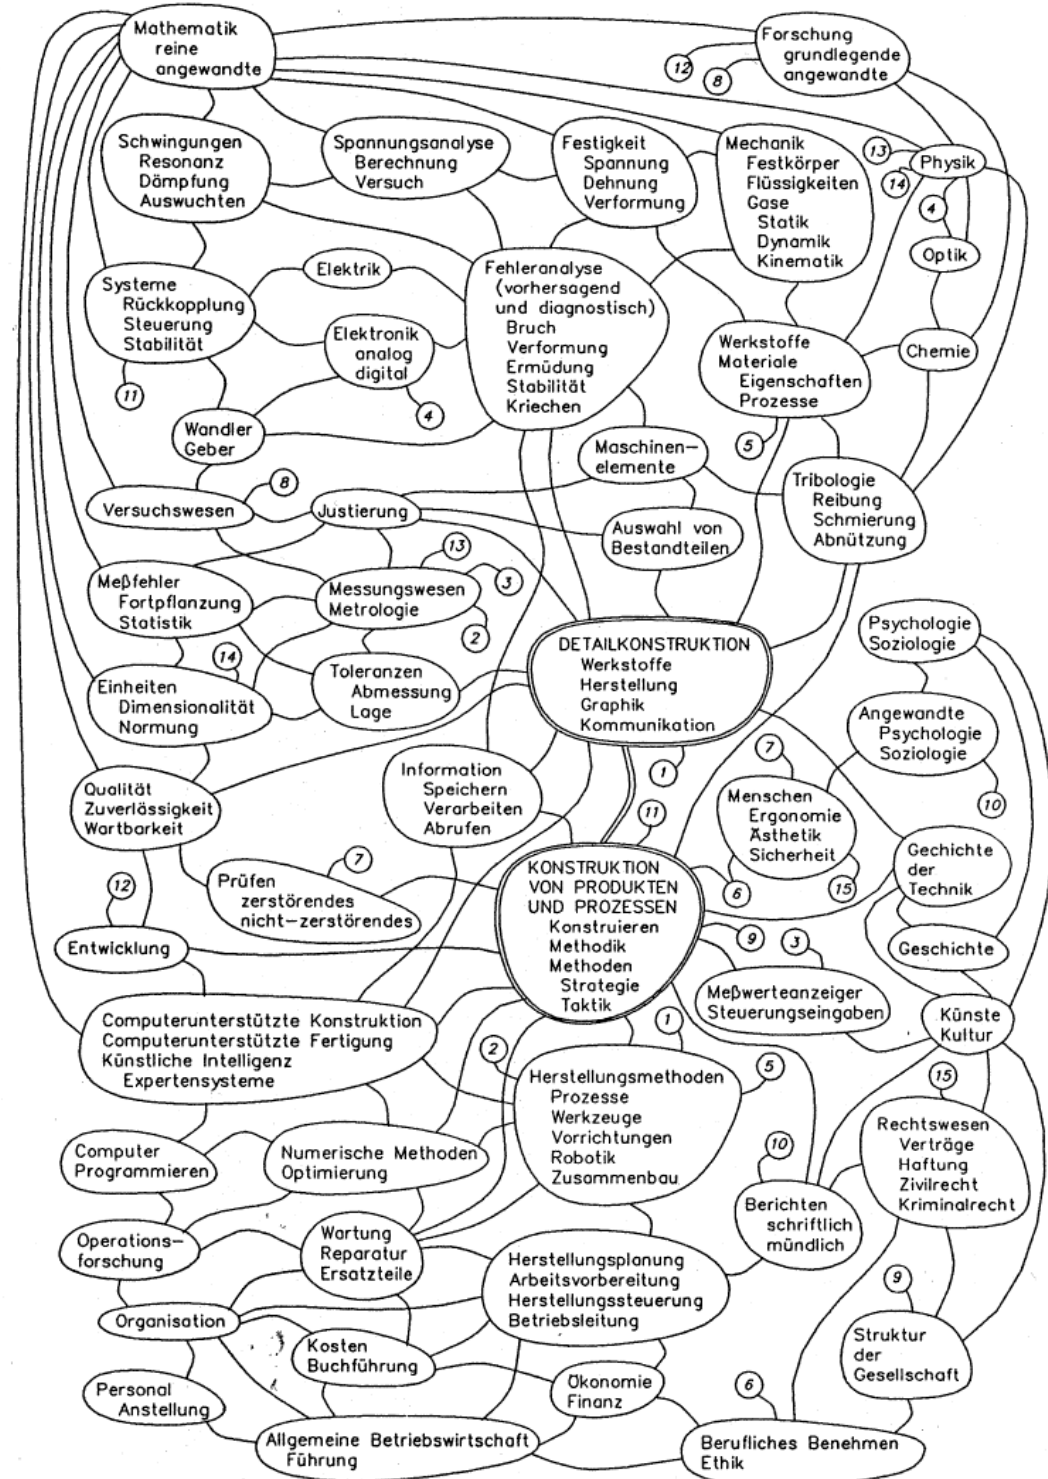 Mathematik
reine
angewandte
Forschung
grundlegende
angewandte
12
8
Schwingungen
Resonanz
Dämpfung
Auswuchten
Spannungsanalyse
Berechnung
Versuch
Festigkeit
Spannung
Dehnung
Verformung
Mechanik
Festkörper
Flüssigkeiten
Gase
Statik
Dynamik
Kinematik
13
Physik
14
4
Optik
Systeme
Rückkopplung
Steuerung
Stabilität
11
Elektrik
Elektronik
analog
digital
4
Fehleranalyse
(vorhersagend
und diagnostisch)
Bruch
Verformung
Ermüdung
Stabilität
Kriechen
Werkstoffe
Materiale
Eigenschaften
Prozesse
5
Chemie
Wandler
Geber
Maschinen-
elemente
Tribologie
Reibung
Schmierung
Abnützung
Versuchswesen
8
Justierung
Auswahl von
Bestandteilen
Meßfehler
Fortpflanzung
Statistik
Messungswesen
Metrologie
13
3
2
DETAILKONSTRUKTION
Werkstoffe
Herstellung
Graphik
Kommunikation
Psychologie
Soziologie
14
Einheiten
Dimensionalität
Normung
Toleranzen
Abmessung
Lage
Angewandte
Psychologie
Soziologie
10
Qualität
Zuverlässigkeit
Wartbarkeit
Information
Speichern
Verarbeiten
Abrufen
1
11
7
Menschen
Ergonomie
Ästhetik
Sicherheit
6
15
Gechichte
der
Technik
12
Prüfen
zerstörendes
nicht-zerstörendes
7
KONSTRUKTION
VON PRODUKTEN
UND PROZESSEN
Konstruieren
Methodik
Methoden
Strategie
Taktik
9
3
Geschichte
Entwicklung
Meßwerteanzeiger
Steuerungseingaben
Künste
Kultur
Computerunterstützte Konstruktion
Computerunterstützte Fertigung
Künstliche Intelligenz
Expertensysteme
2
1
5
Herstellungsmethoden
Prozesse
Werkzeuge
Vorrichtungen
Robotik
Zusammenbau
15
Rechtswesen
Verträge
Haftung
Zivilrecht
Kriminalrecht
Computer
Programmieren
Numerische Methoden
Optimierung
10
Berichten
schriftlich
mündlich
Operations-
forschung
Wartung
Reparatur
Ersatzteile
Herstellungsplanung
Arbeitsvorbereitung
Herstellungssteuerung
Betriebsleitung
9
Struktur
der
Gesellschaft
Organisation
Kosten
Buchführung
Personal
Anstellung
Ökonomie
Finanz
6
Allgemeine Betriebswirtschaft
Führung
Berufliches Benehmen
Ethik